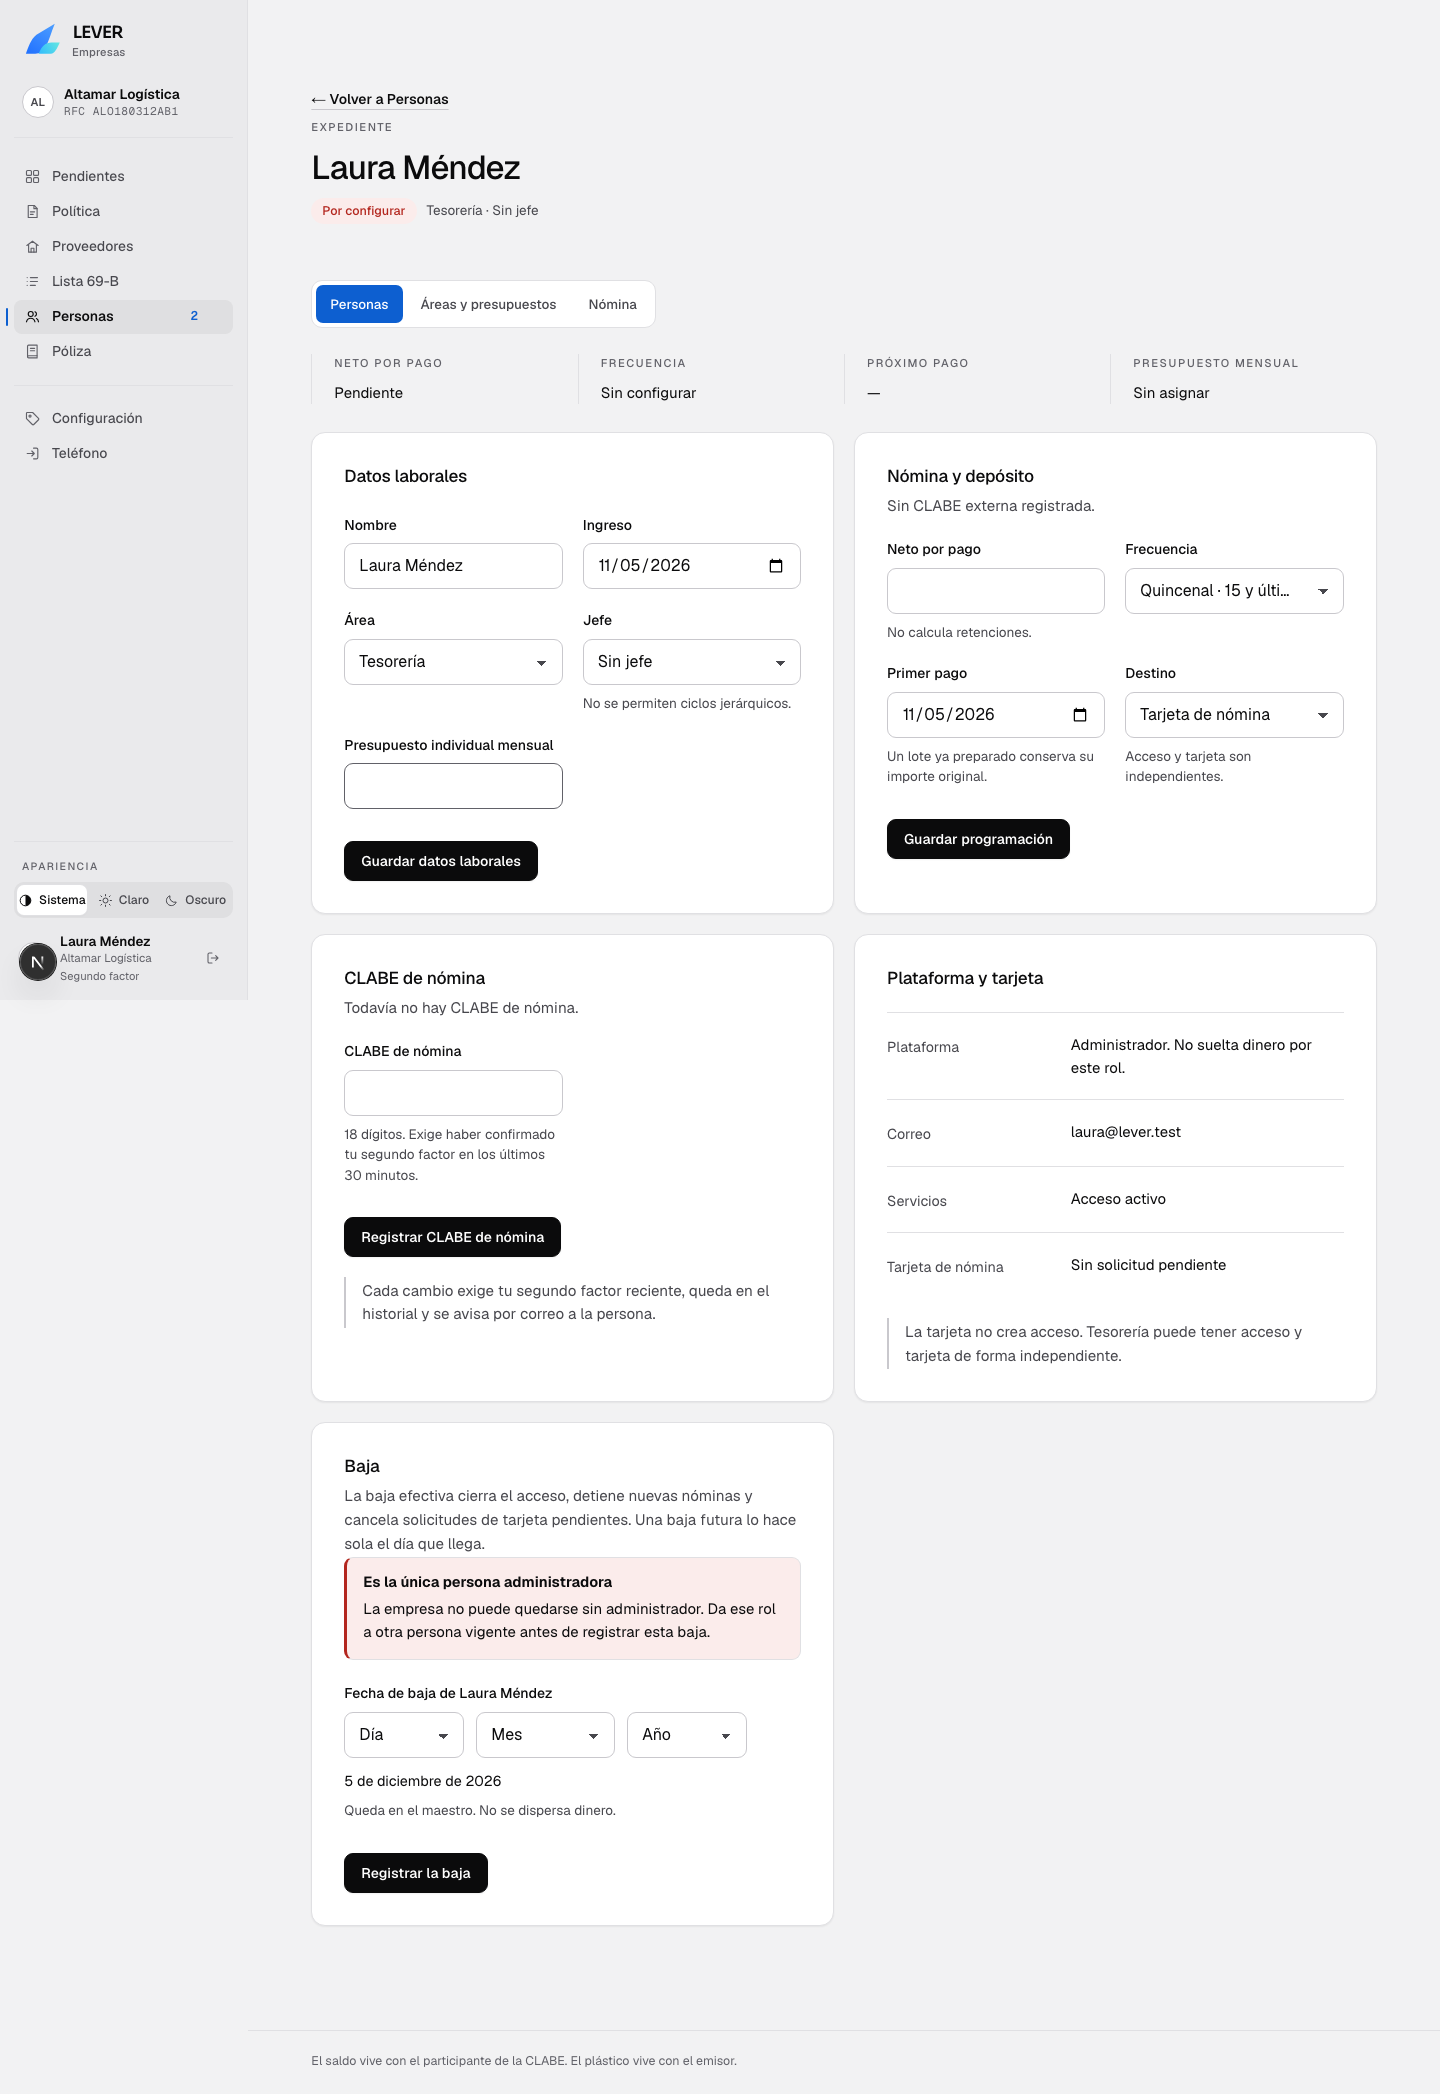 LEVER
Empresas
AL
Altamar Logística
RFC ALO180312AB1
Pendientes
Política
Proveedores
Lista 69-B
Personas 2
Póliza
Configuración
Teléfono
APARIENCIA
Sistema Claro Oscuro
N
Laura Méndez
Altamar Logística
Segundo factor
← Volver a Personas
EXPEDIENTE
Laura Méndez
Por configurar Tesorería · Sin jefe
Personas Áreas y presupuestos Nómina
NETO POR PAGO FRECUENCIA PRÓXIMO PAGO PRESUPUESTO MENSUAL
Pendiente Sin configurar — Sin asignar
Datos laborales
Nombre Ingreso
Laura Méndez 11/05/2026
Área Jefe
Tesorería Sin jefe
No se permiten ciclos jerárquicos.
Presupuesto individual mensual
Guardar datos laborales
Nómina y depósito
Sin CLABE externa registrada.
Neto por pago Frecuencia
Quincenal · 15 y últi...
No calcula retenciones.
Primer pago Destino
11/05/2026 Tarjeta de nómina
Un lote ya preparado conserva su
importe original.
Acceso y tarjeta son
independientes.
Guardar programación
CLABE de nómina
Todavía no hay CLABE de nómina.
CLABE de nómina
18 dígitos. Exige haber confirmado
tu segundo factor en los últimos
30 minutos.
Registrar CLABE de nómina
Cada cambio exige tu segundo factor reciente, queda en el
historial y se avisa por correo a la persona.
Plataforma y tarjeta
Plataforma Administrador. No suelta dinero por
este rol.
Correo laura@lever.test
Servicios Acceso activo
Tarjeta de nómina Sin solicitud pendiente
La tarjeta no crea acceso. Tesorería puede tener acceso y
tarjeta de forma independiente.
Baja
La baja efectiva cierra el acceso, detiene nuevas nóminas y
cancela solicitudes de tarjeta pendientes. Una baja futura lo hace
sola el día que llega.
Es la única persona administradora
La empresa no puede quedarse sin administrador. Da ese rol
a otra persona vigente antes de registrar esta baja.
Fecha de baja de Laura Méndez
Día Mes Año
5 de diciembre de 2026
Queda en el maestro. No se dispersa dinero.
Registrar la baja
El saldo vive con el participante de la CLABE. El plástico vive con el emisor.